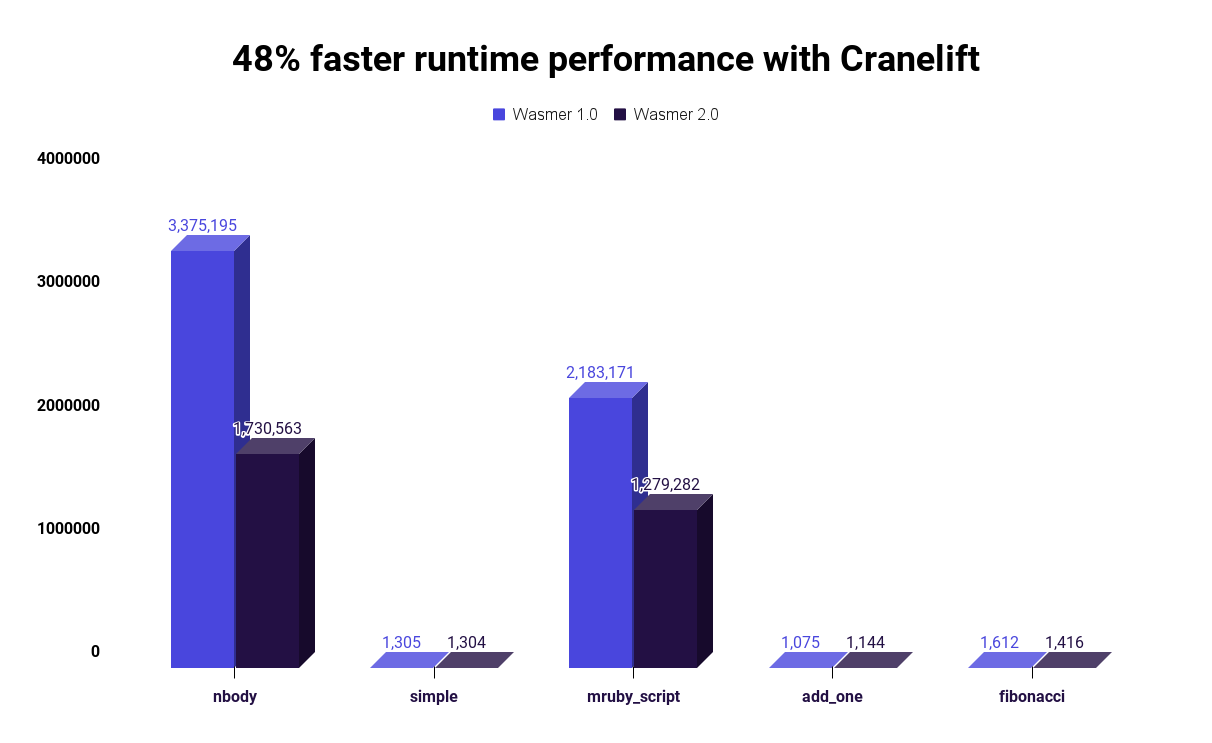 48% faster runtime performance with Cranelift
Wasmer 1.0 Wasmer 2.0
4000000
3,375,195
3000000
2,183,171
2000000
1,730,563
1,279,282
1000000
1,305 1,304 1,075 1,144 1,612 1,416
0
nbody simple mruby_script add_one fibonacci